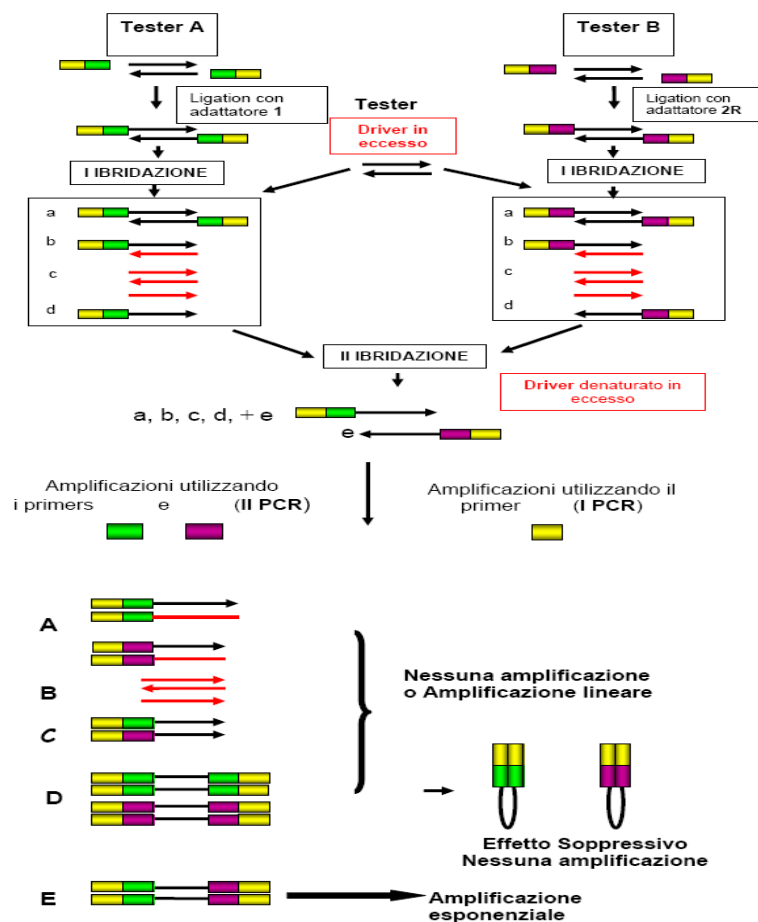 Tester A
Tester B
Ligation con
adattatore 1
Tester
Driver in
eccesso
Ligation con
adattatore 2R
I IBRIDAZIONE
I IBRIDAZIONE
a
b
c
d
a
b
c
d
II IBRIDAZIONE
Driver denaturato in
eccesso
a, b, c, d, + e
e
Amplificazioni utilizzando
i primers e (II PCR)
Amplificazioni utilizzando il
primer (I PCR)
A
B
C
D
Nessuna amplificazione
o Amplificazione lineare
Effetto Soppressivo
Nessuna amplificazione
E
Amplificazione
esponenziale